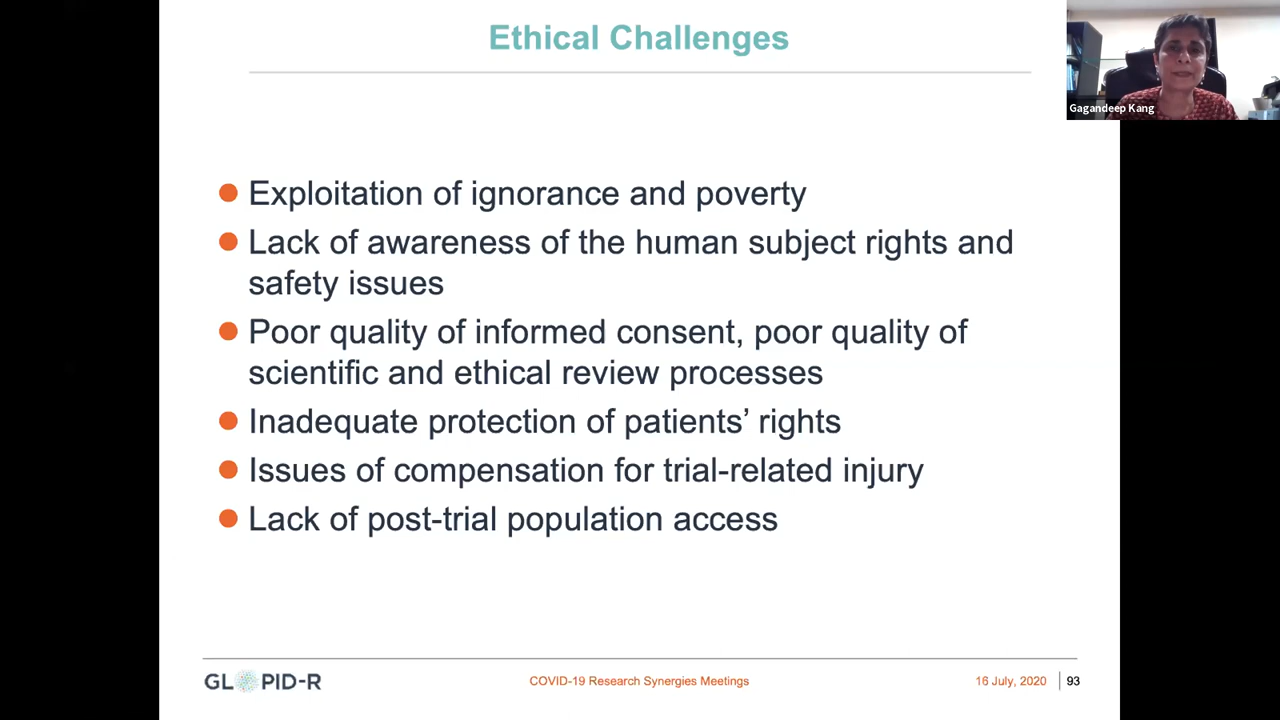 Ethical Challenges
Gagandeep Kang
● Exploitation of ignorance and poverty
● Lack of awareness of the human subject rights and
safety issues
● Poor quality of informed consent, poor quality of
scientific and ethical review processes
● Inadequate protection of patients’ rights
● Issues of compensation for trial-related injury
● Lack of post-trial population access
GLOPID-R
COVID-19 Research Synergies Meetings
16 July, 2020
93